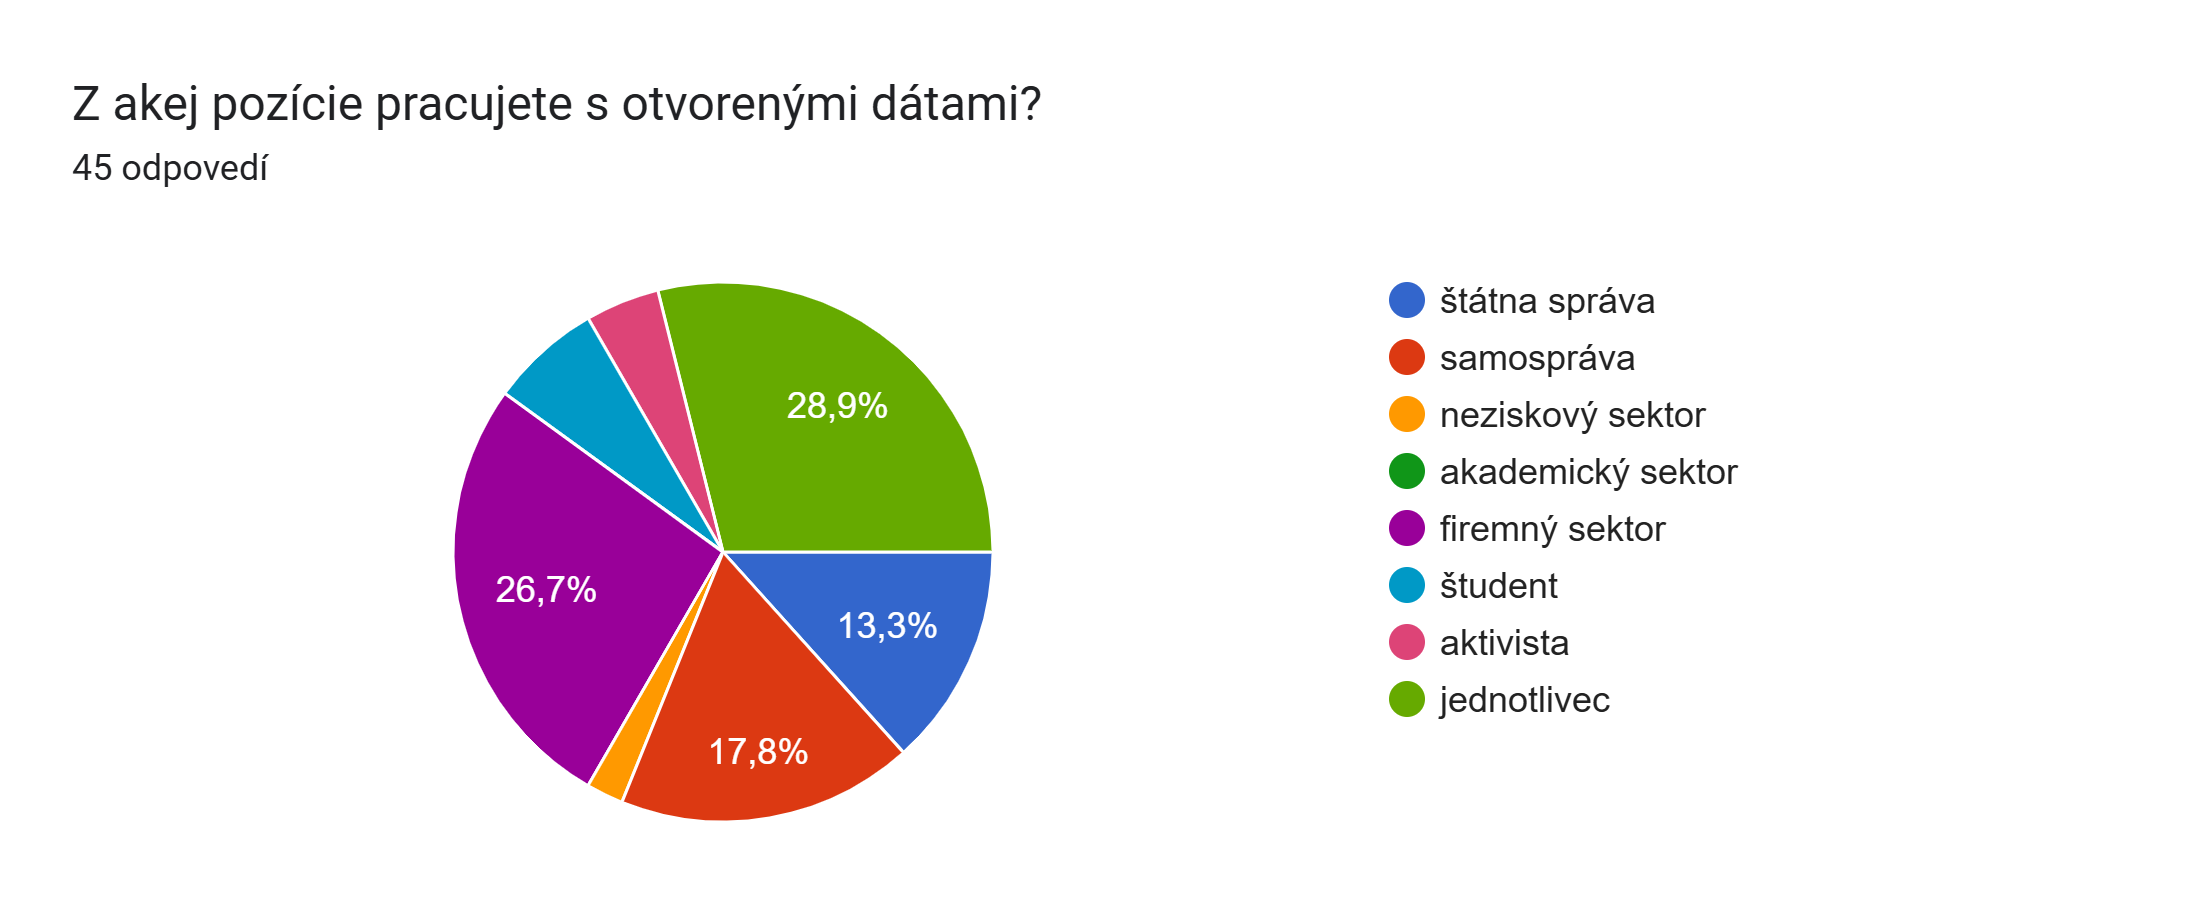 Z akej pozície pracujete s otvorenými dátami?
45 odpovedí
28,9%
26,7%
13,3%
17,8%
štátna správa
samospráva
neziskový sektor
akademický sektor
firemný sektor
študent
aktivista
jednotlivec